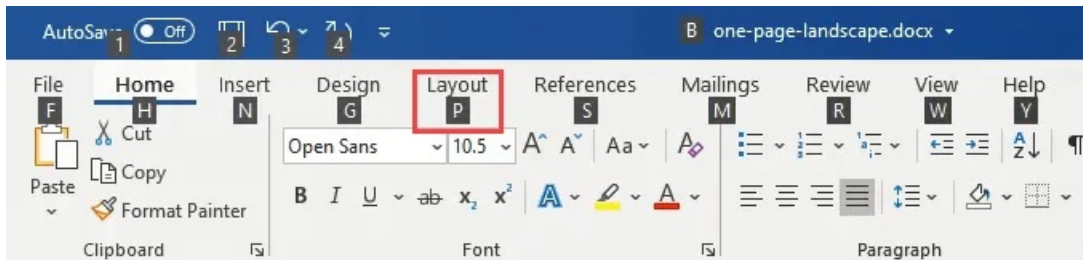 AutoSave Off B one-page-landscape.docx
1 2 3 4
File Home Insert Design Layout References Mailings Review View Help
F H N G P S M R W Y
Cut
Open Sans 10.5 A A Aa A
Copy
Paste
B I U ab x2 x2 A A
Format Painter
Clipboard Font Paragraph